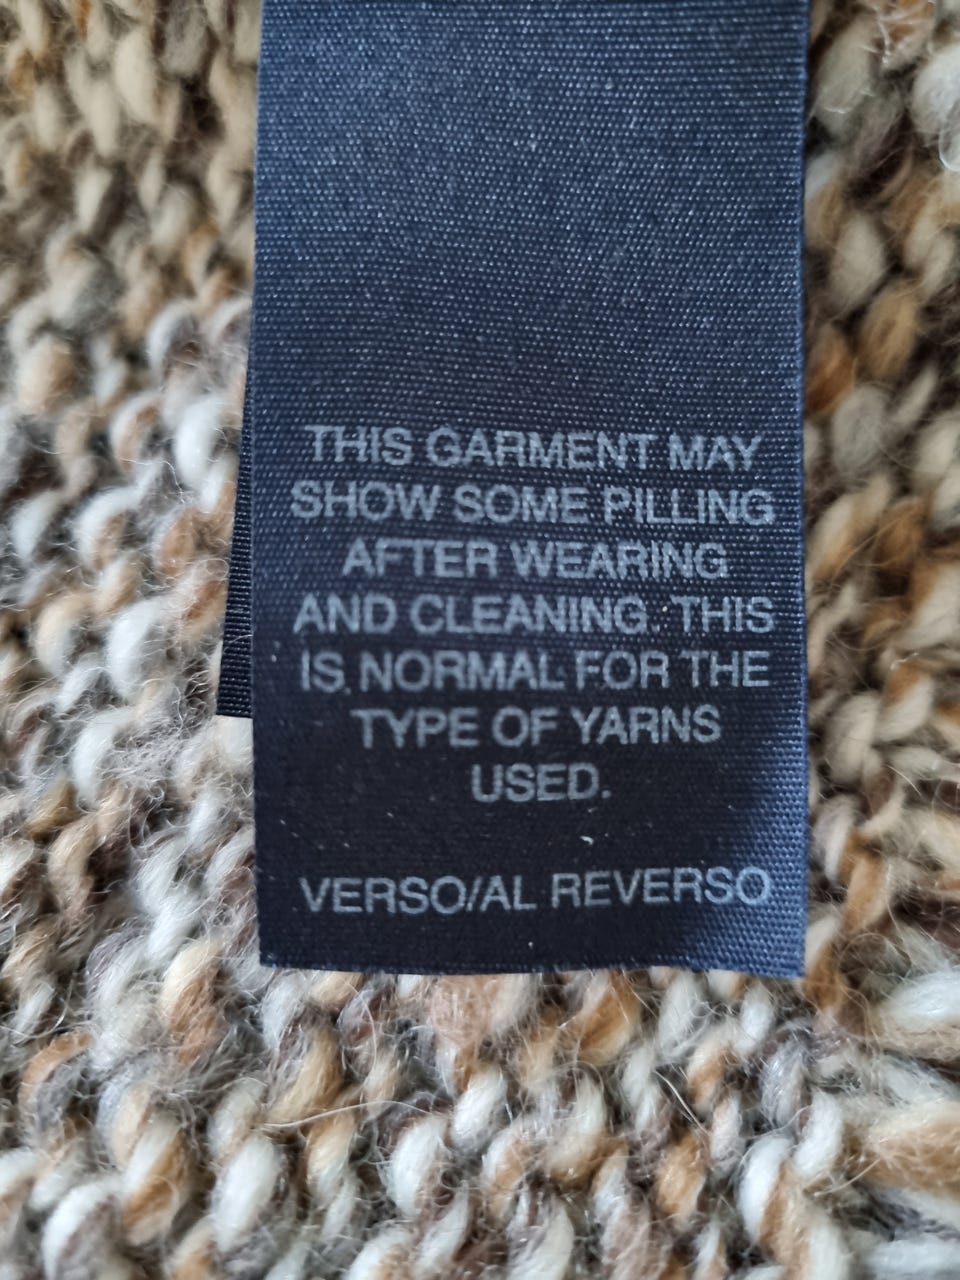 THIS GARMENT MAY
SHOW SOME PILLING
AFTER WEARING
AND CLEANING. THIS
IS NORMAL FOR THE
TYPE OF YARNS
USED.
VERSO/AL REVERSO